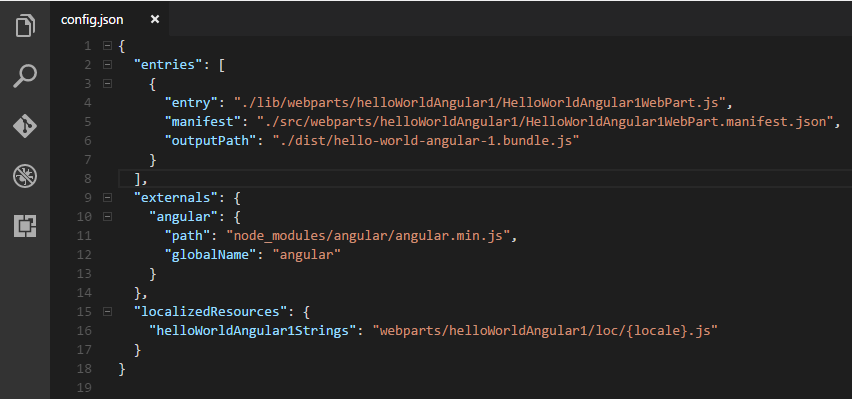 config.json ×
1 {
2 "entries": [
3 {
4 "entry": "./lib/webparts/helloWorldAngular1/HelloWorldAngular1WebPart.js",
5 "manifest": "./src/webparts/helloWorldAngular1/HelloWorldAngular1WebPart.manifest.json",
6 "outputPath": "./dist/hello-world-angular-1.bundle.js"
7 }
8 ],
9 "externals": {
10 "angular": {
11 "path": "node_modules/angular/angular.min.js",
12 "globalName": "angular"
13 }
14 },
15 "localizedResources": {
16 "helloWorldAngular1Strings": "webparts/helloWorldAngular1/loc/{locale}.js"
17 }
18 }
19